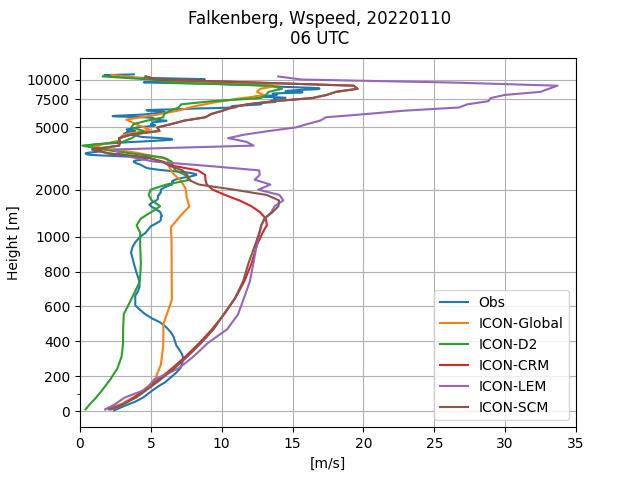 Falkenberg, Wspeed, 20220110
06 UTC
Height [m]
10000
7500
5000
2000
1000
800
600
400
200
0
0 5 10 15 20 25 30 35
[m/s]
Obs
ICON-Global
ICON-D2
ICON-CRM
ICON-LEM
ICON-SCM